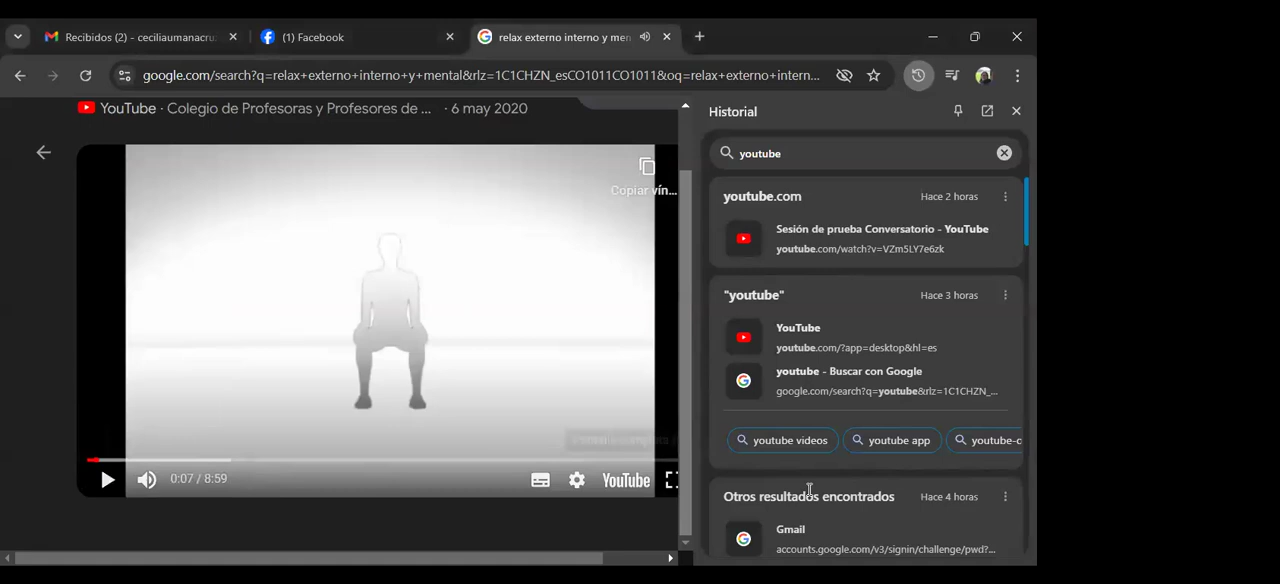 Recibidos (2) - ceciliaumanacru
(1) Facebook
relax externo interno y men
google.com/search?q=relax+externo+interno+y+mental&rlz=1C1CHZN_esCO1011CO1011&oq=relax+externo+intern...
YouTube · Colegio de Profesoras y Profesores de ... · 6 may 2020
Copiar vín...
0:07 / 8:59
YouTube
Historial
youtube
youtube.com
Hace 2 horas
Sesión de prueba Conversatorio - YouTube
youtube.com/watch?v=VZm5LY7e6zk
"youtube"
Hace 3 horas
YouTube
youtube.com/?app=desktop&hl=es
youtube - Buscar con Google
google.com/search?q=youtube&rlz=1C1CHZN_...
youtube videos
youtube app
youtube-c
Otros resultados encontrados
Hace 4 horas
Gmail
accounts.google.com/v3/signin/challenge/pwd?...